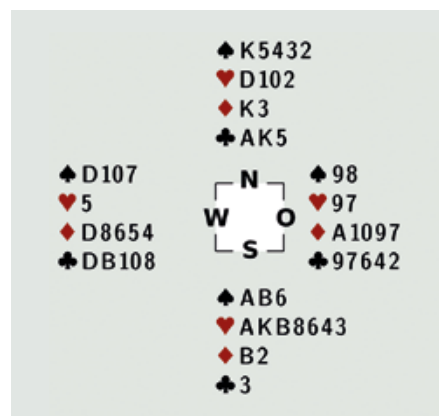 ♠ K5432
♥ D102
♦ K3
♣ AK5
♠ D107
♥ 5
♦ D8654
♣ DB108
N
W O
S
♠ 98
♥ 97
♦ A1097
♣ 97642
♠ AB6
♥ AKB8643
♦ B2
♣ 3